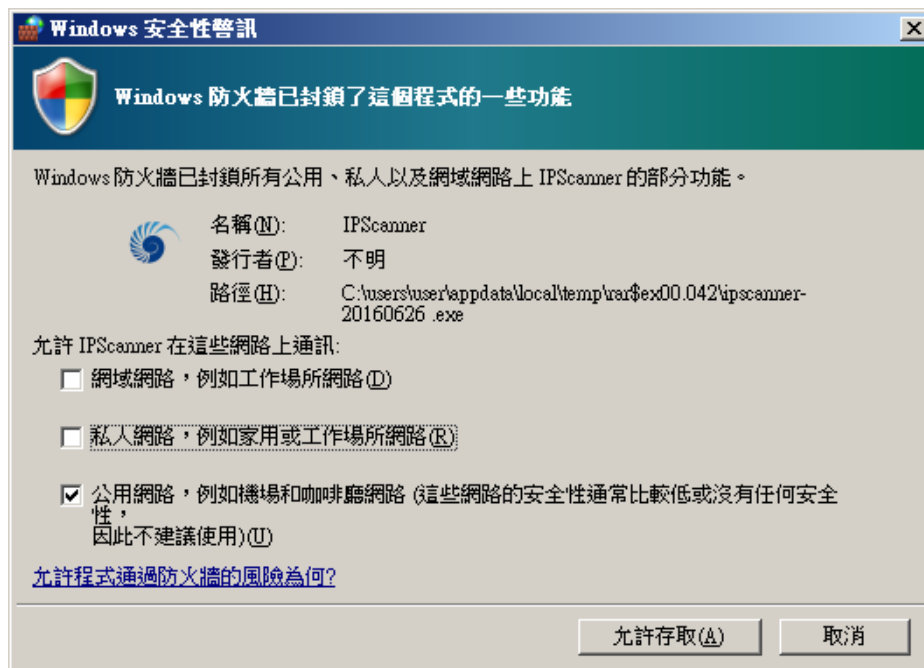 Windows 安全性警訊
Windows 防火牆已封鎖了這個程式的一些功能
Windows 防火牆已封鎖所有公用、私人以及網域網路上 IPScanner 的部分功能。
名稱(N): IPScanner
發行者(P): 不明
路徑(H): C:\users\user\appdata\local\temp\rar$ex00.042\ipscanner-
20160626 .exe
允許 IPScanner 在這些網路上通訊:
網域網路，例如工作場所網路(D)
私人網路，例如家用或工作場所網路(R)
公用網路，例如機場和咖啡廳網路 (這些網路的安全性通常比較低或沒有任何安全
性，
因此不建議使用)(U)
允許程式通過防火牆的風險為何?
允許存取(A) 取消